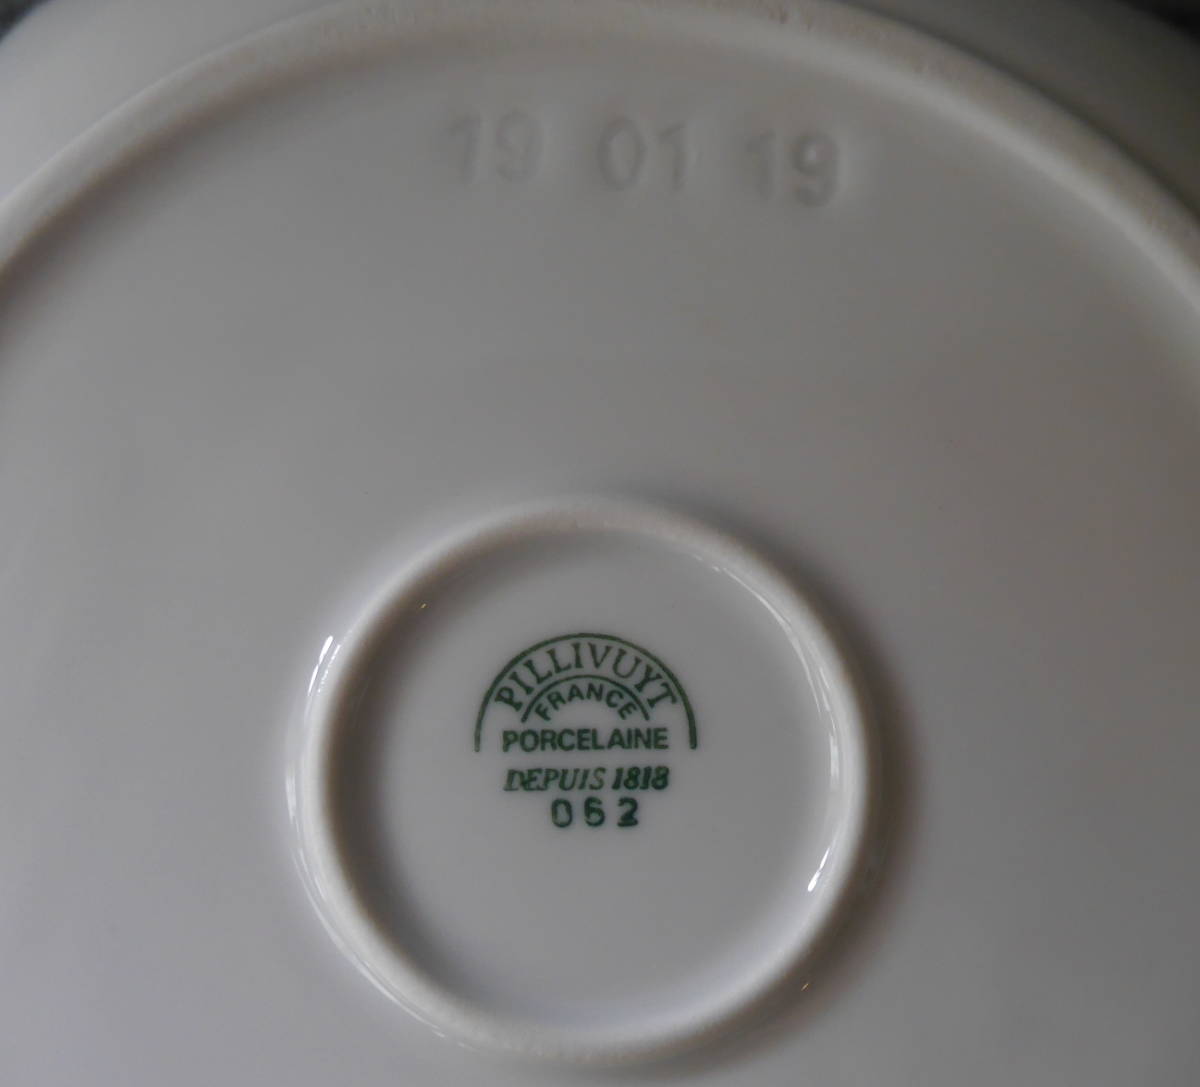 19 01 19
PILLIVUYT
FRANCE
PORCELAINE
DEPUIS 1818
062